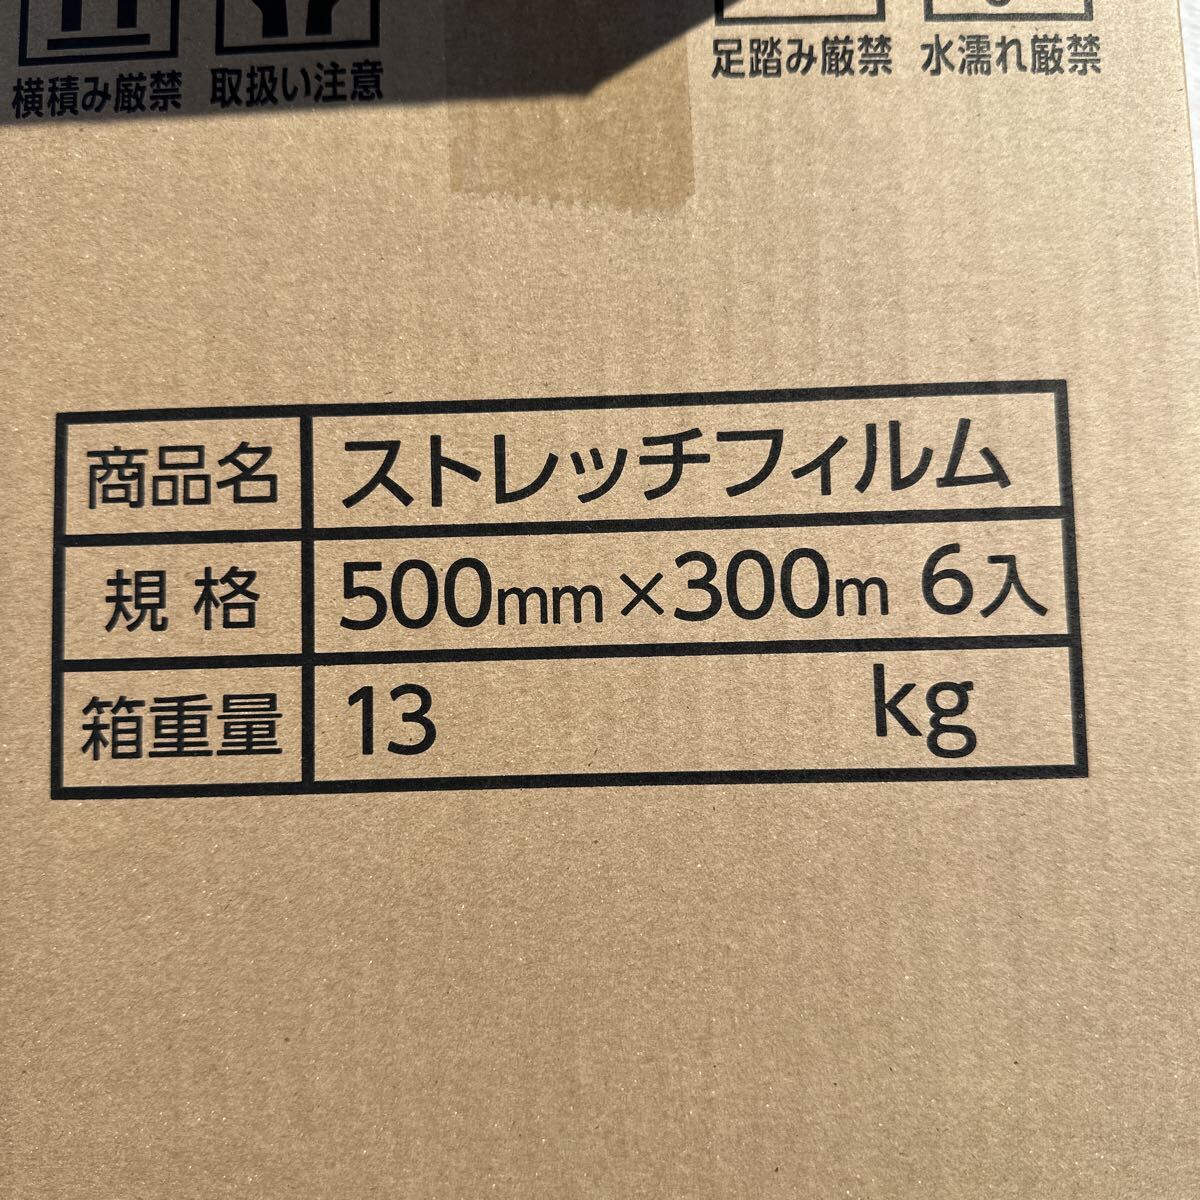 横積み厳禁 取扱い注意 足踏み厳禁 水濡れ厳禁
商品名 ストレッチフィルム
規格 500mm×300m 6入
箱重量 13 kg